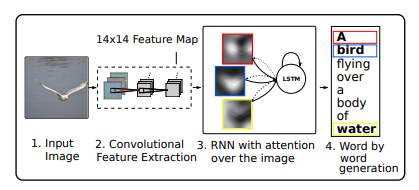 14x14 Feature Map
LSTM
A
bird
flying
over
a
body
of
water
1. Input
Image
2. Convolutional
Feature Extraction
3. RNN with attention
over the image
4. Word by
word
generation